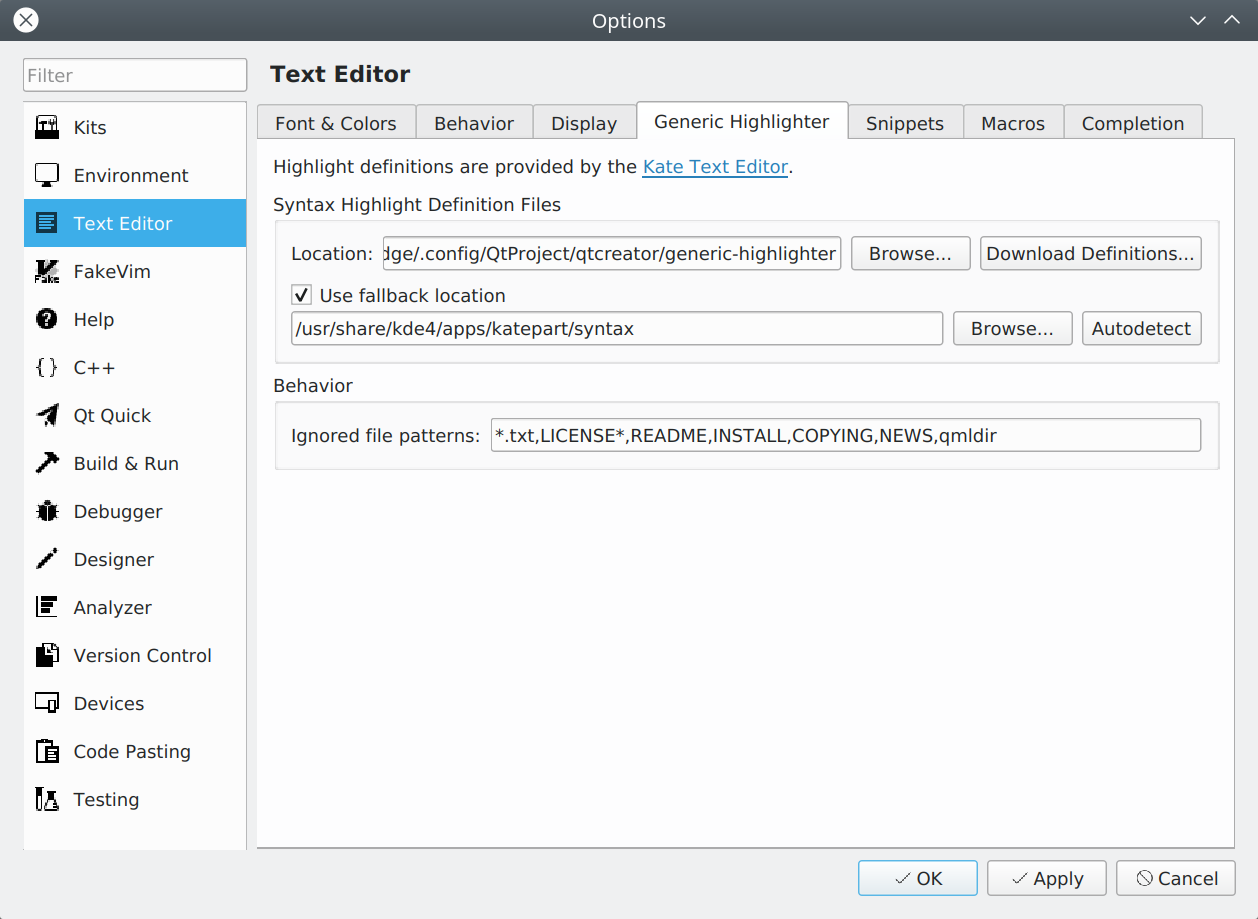 Options
Filter
Kits
Environment
Text Editor
FakeVim
Help
C++
Qt Quick
Build & Run
Debugger
Designer
Analyzer
Version Control
Devices
Code Pasting
Testing
Text Editor
Font & Colors Behavior Display Generic Highlighter Snippets Macros Completion
Highlight definitions are provided by the Kate Text Editor.
Syntax Highlight Definition Files
Location: dge/.config/QtProject/qtcreator/generic-highlighter Browse... Download Definitions...
Use fallback location
/usr/share/kde4/apps/katepart/syntax Browse... Autodetect
Behavior
Ignored file patterns: *.txt,LICENSE*,README,INSTALL,COPYING,NEWS,qmldir
OK Apply Cancel